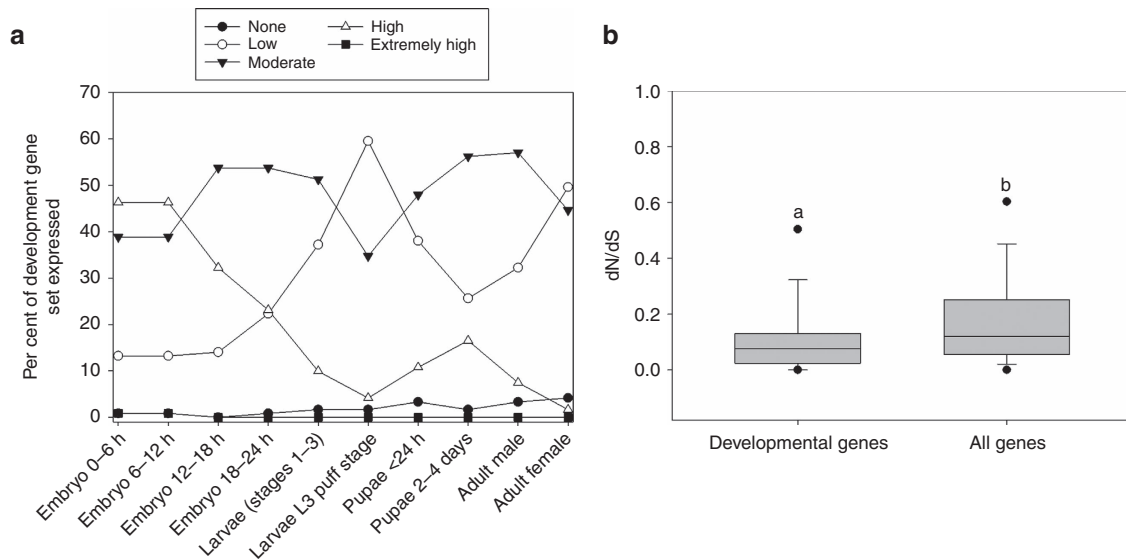 a
None
Low
Moderate
High
Extremely high
Per cent of development gene
set expressed
70
60
50
40
30
20
10
0
Embryo 0–6 h
Embryo 6–12 h
Embryo 12–18 h
Embryo 18–24 h
Larvae (stages 1–3)
Larvae L3 puff stage
Pupae <24 h
Pupae 2–4 days
Adult male
Adult female
b
dN/dS
1.0
0.8
0.6
0.4
0.2
0.0
a
b
Developmental genes
All genes